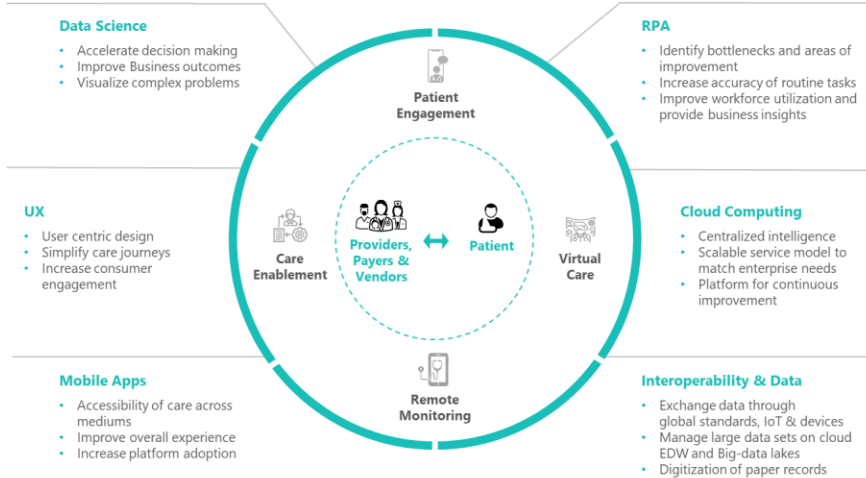 Data Science
• Accelerate decision making
• Improve Business outcomes
• Visualize complex problems
RPA
• Identify bottlenecks and areas of
improvement
• Increase accuracy of routine tasks
• Improve workforce utilization and
provide business insights
Patient
Engagement
UX
• User centric design
• Simplify care journeys
• Increase consumer
engagement
Care
Enablement
Providers,
Payers &
Vendors
Patient
Virtual
Care
Cloud Computing
• Centralized intelligence
• Scalable service model to
match enterprise needs
• Platform for continuous
improvement
Mobile Apps
• Accessibility of care across
mediums
• Improve overall experience
• Increase platform adoption
Remote
Monitoring
Interoperability & Data
• Exchange data through
global standards, IoT & devices
• Manage large data sets on cloud
EDW and Big-data lakes
• Digitization of paper records